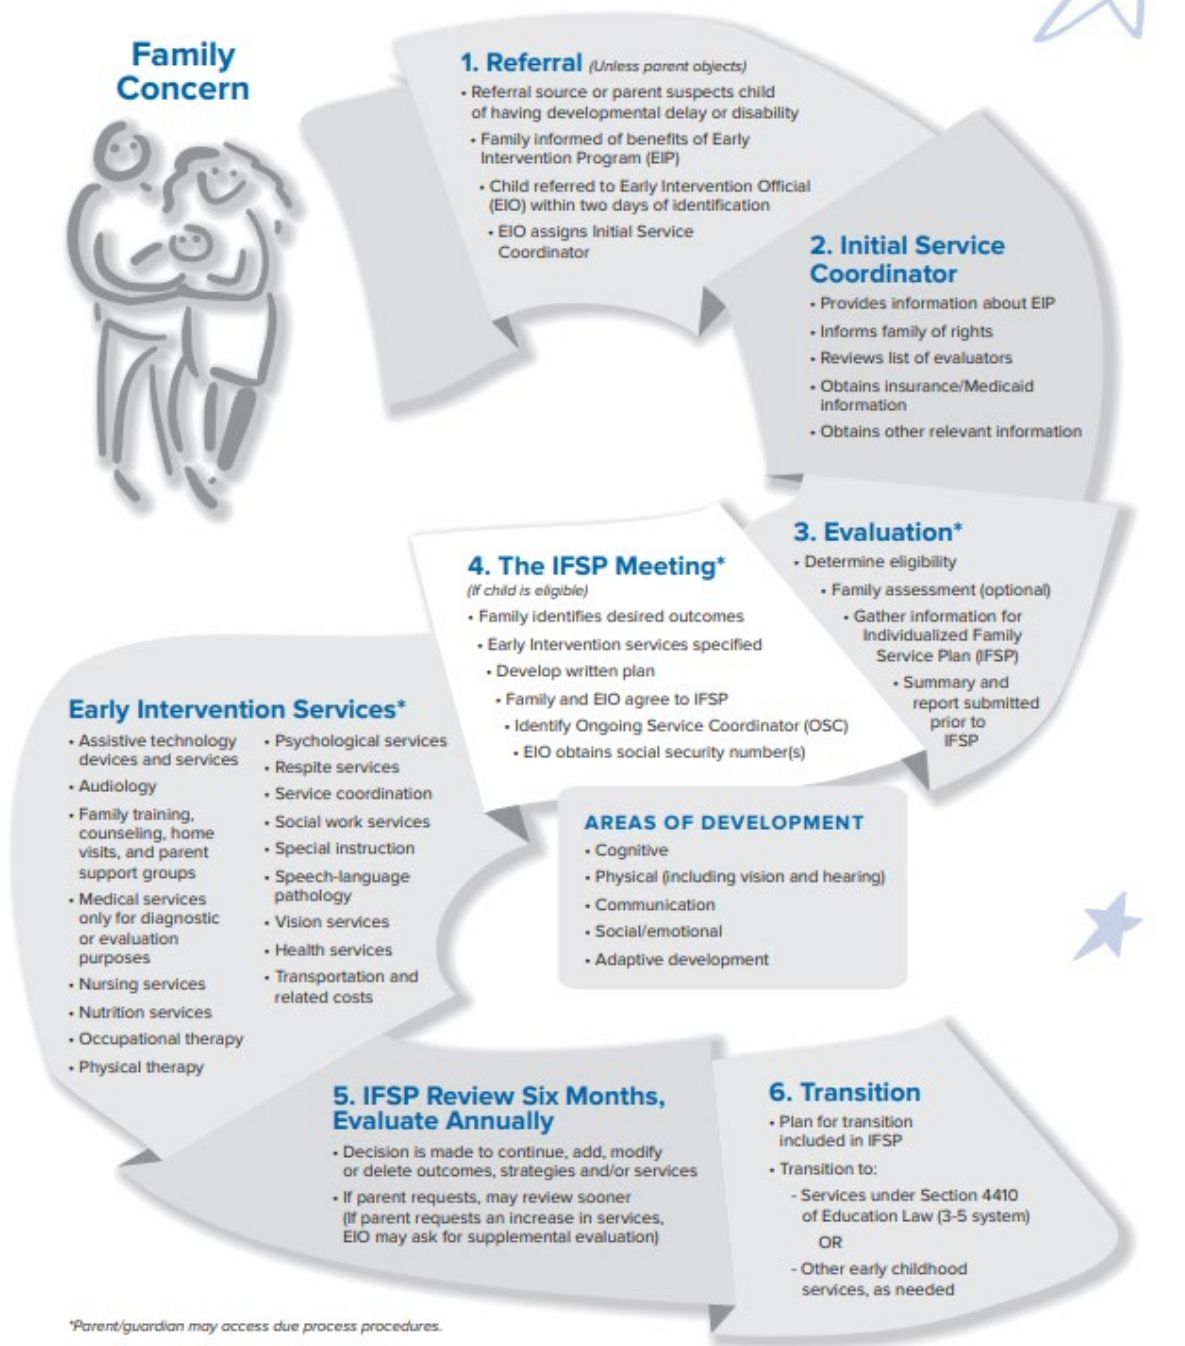 Family
Concern
1. Referral (Unless parent objects)
• Referral source or parent suspects child
of having developmental delay or disability
• Family informed of benefits of Early
Intervention Program (EIP)
• Child referred to Early Intervention Official
(EIO) within two days of identification
• EIO assigns Initial Service
Coordinator
2. Initial Service
Coordinator
• Provides information about EIP
• Informs family of rights
• Reviews list of evaluators
• Obtains insurance/Medicaid
information
• Obtains other relevant information
3. Evaluation*
• Determine eligibility
• Family assessment (optional)
• Gather information for
Individualized Family
Service Plan (IFSP)
• Summary and
report submitted
prior to
IFSP
4. The IFSP Meeting*
(If child is eligible)
• Family identifies desired outcomes
• Early Intervention services specified
• Develop written plan
• Family and EIO agree to IFSP
• Identify Ongoing Service Coordinator (OSC)
• EIO obtains social security number(s)
Early Intervention Services*
• Assistive technology
devices and services
• Audiology
• Family training,
counseling, home
visits, and parent
support groups
• Medical services
only for diagnostic
or evaluation
purposes
• Nursing services
• Nutrition services
• Occupational therapy
• Physical therapy
• Psychological services
• Respite services
• Service coordination
• Social work services
• Special instruction
• Speech-language
pathology
• Vision services
• Health services
• Transportation and
related costs
AREAS OF DEVELOPMENT
• Cognitive
• Physical (including vision and hearing)
• Communication
• Social/emotional
• Adaptive development
5. IFSP Review Six Months,
Evaluate Annually
• Decision is made to continue, add, modify
or delete outcomes, strategies and/or services
• If parent requests, may review sooner
(If parent requests an increase in services,
EIO may ask for supplemental evaluation)
6. Transition
• Plan for transition
included in IFSP
• Transition to:
- Services under Section 4410
of Education Law (3-5 system)
OR
- Other early childhood
services, as needed
*Parent/guardian may access due process procedures.